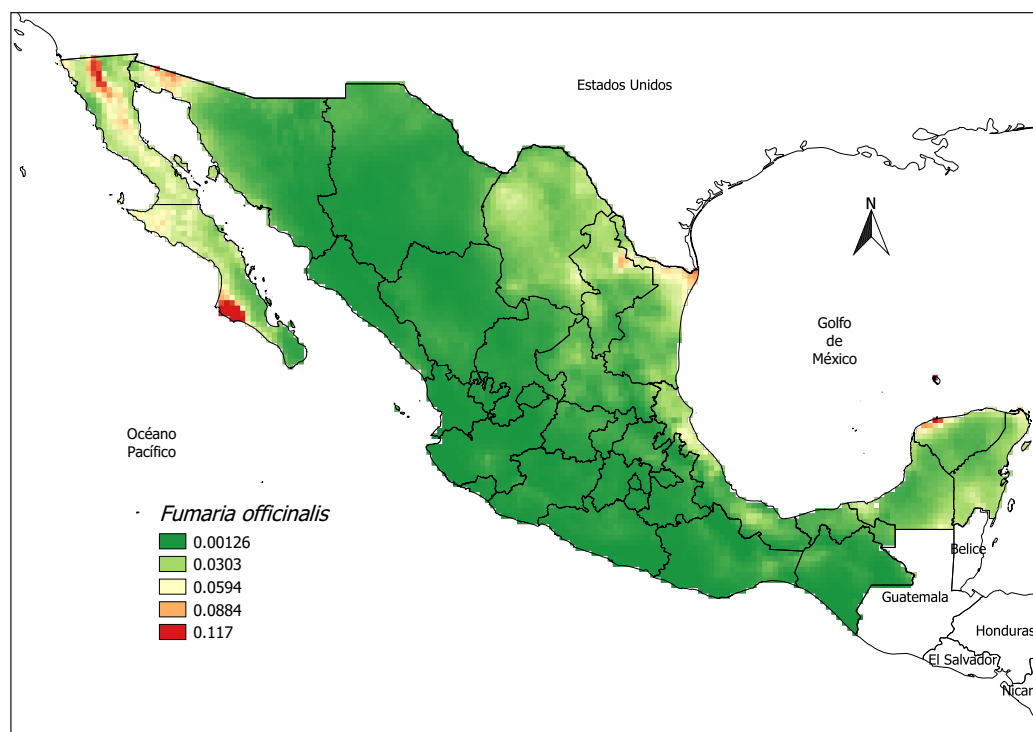 Estados Unidos
N
Golfo
de
México
Océano
Pacífico
Fumaria officinalis
0.00126
0.0303
0.0594
0.0884
0.117
Belice
Guatemala
Honduras
El Salvador
Nicar